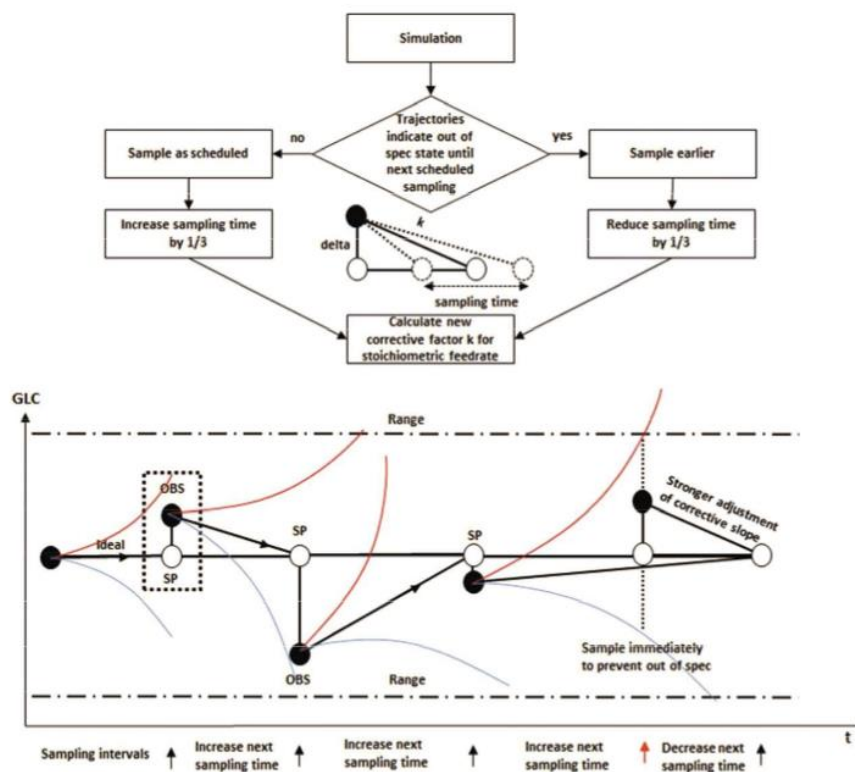 Simulation
Trajectories
indicate out of
spec state until
next scheduled
sampling
no
yes
Sample as scheduled
Sample earlier
Increase sampling time
by 1/3
Reduce sampling time
by 1/3
k
delta
sampling time
Calculate new
corrective factor k for
stoichiometric feedrate
GLC
Range
OBS
Ideal
SP
SP
SP
Stronger adjustment
of corrective slope
OBS
Range
Sample immediately
to prevent out of spec
t
Sampling intervals
Increase next
sampling time
Increase next
sampling time
Increase next
sampling time
Decrease next
sampling time